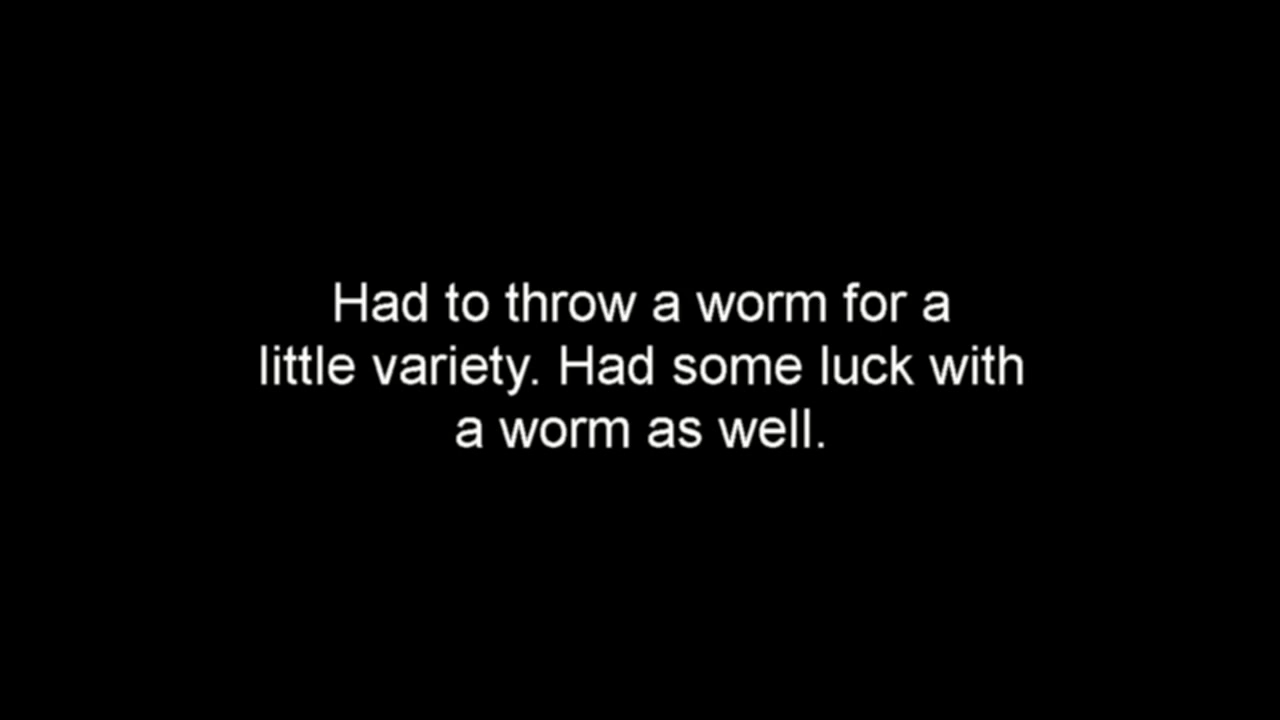 Had to throw a worm for a
little variety. Had some luck with
a worm as well.